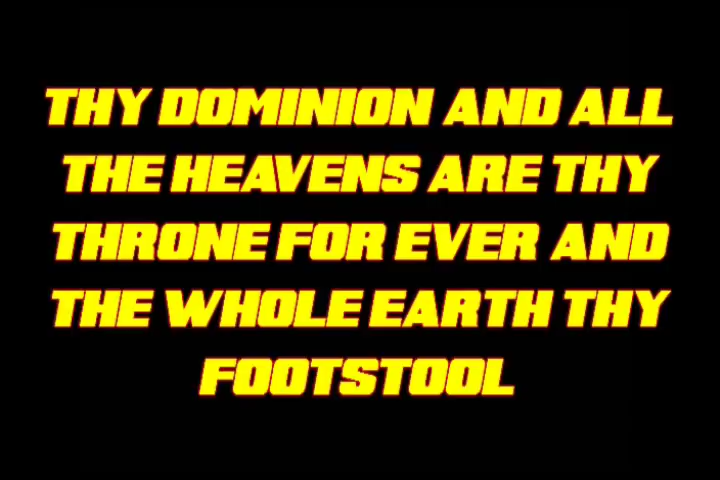 THY DOMINION AND ALL
THE HEAVENS ARE THY
THRONE FOR EVER AND
THE WHOLE EARTH THY
FOOTSTOOL